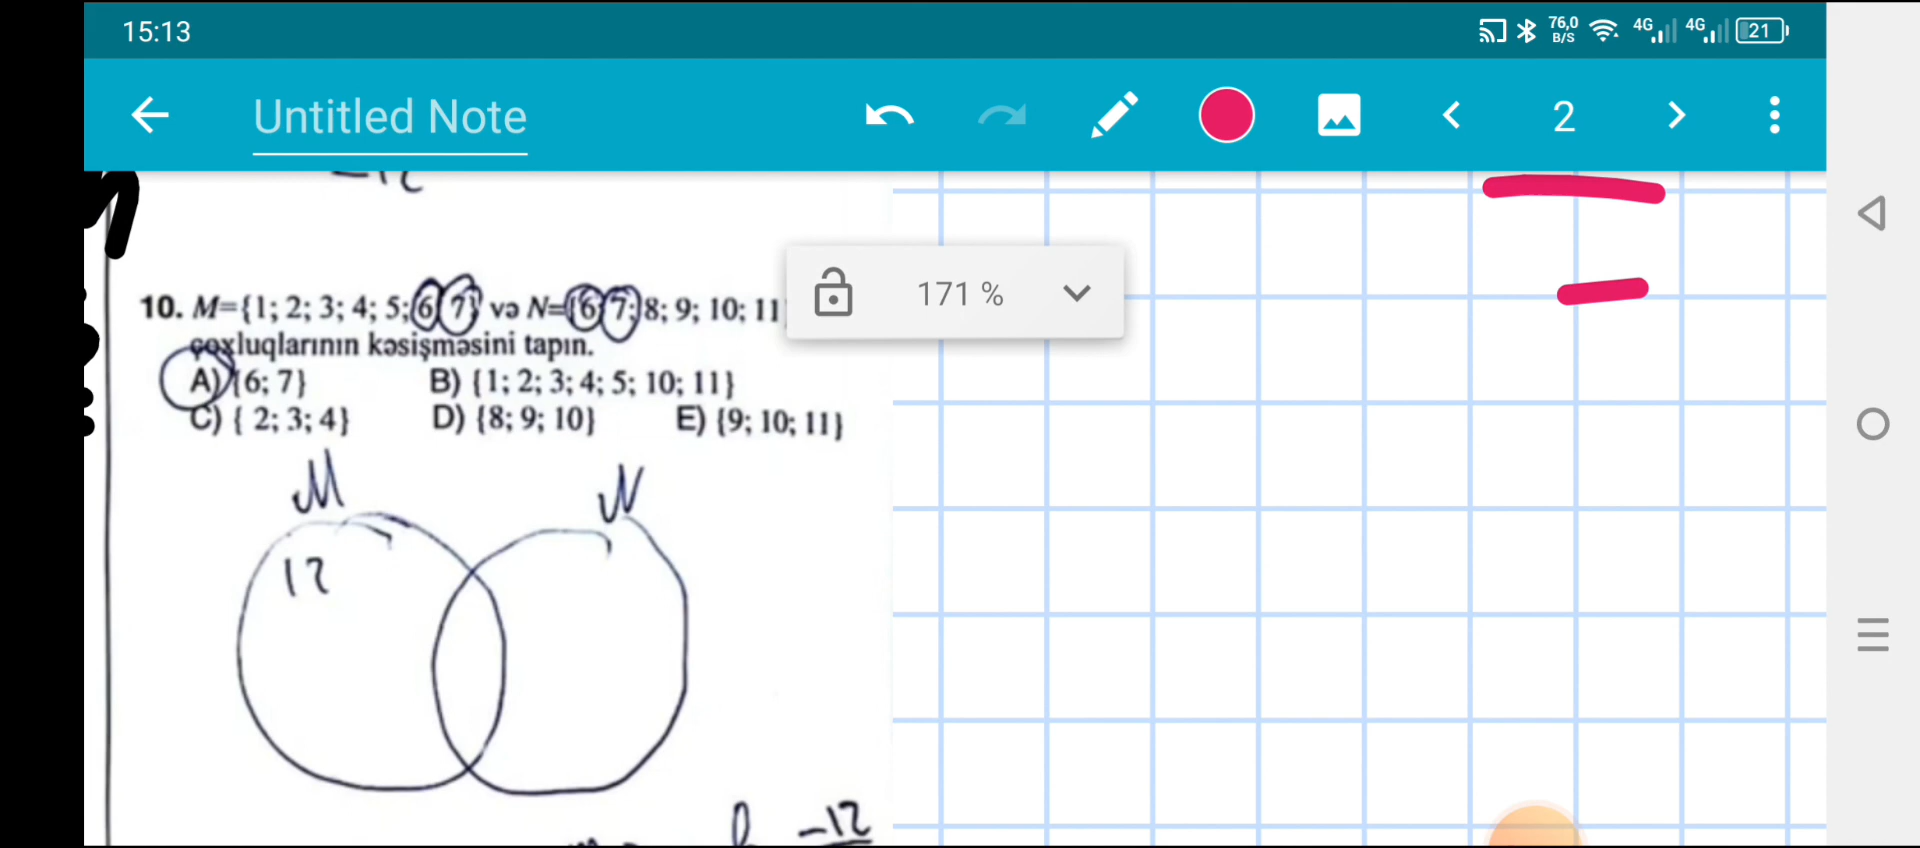 15:13
76,0
B/S
4G
4G
21
Untitled Note
2
-12
171 %
10. M={1; 2; 3; 4; 5; 6; 7} və N={6; 7; 8; 9; 10; 11
çoxluqlarının kəsişməsini tapın.
A) {6; 7} B) {1; 2; 3; 4; 5; 10; 11}
C) { 2; 3; 4} D) {8; 9; 10} E) {9; 10; 11}
M N
12
-12